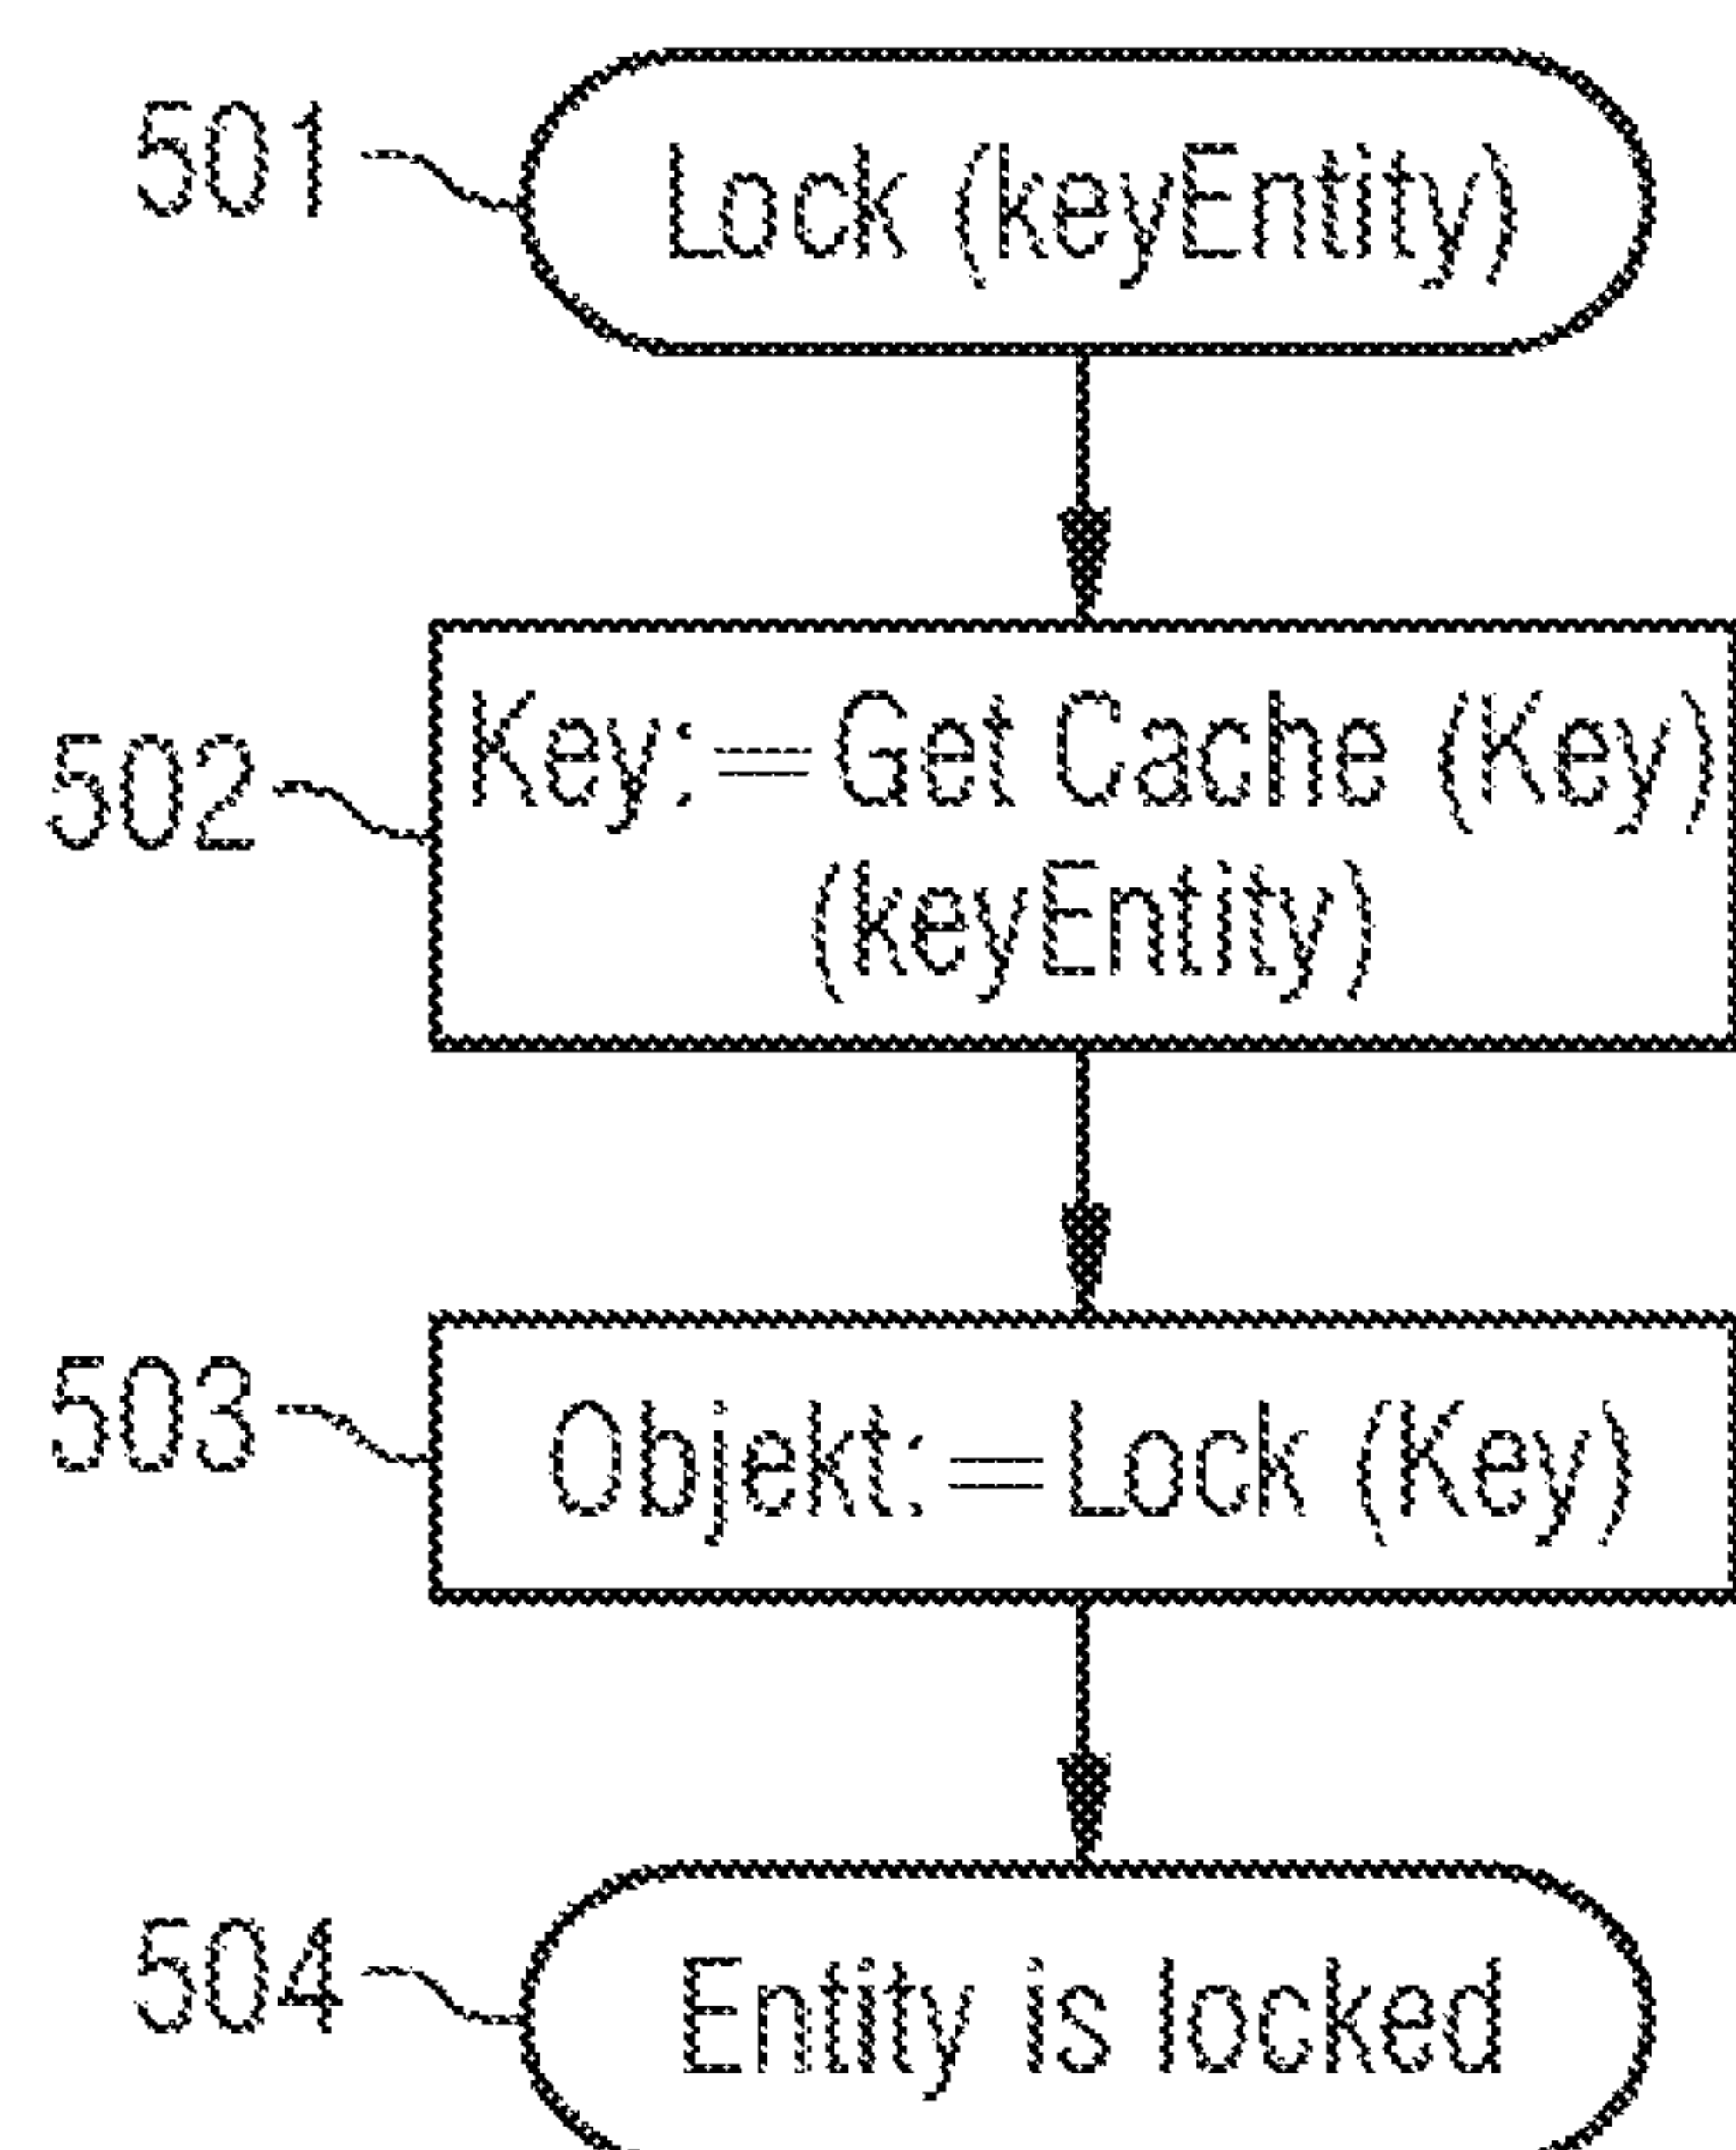 501 Lock (keyEntity)
502 Key:=Get Cache (Key)
(keyEntity)
503 Objekt:=Lock (Key)
504 Entity is locked